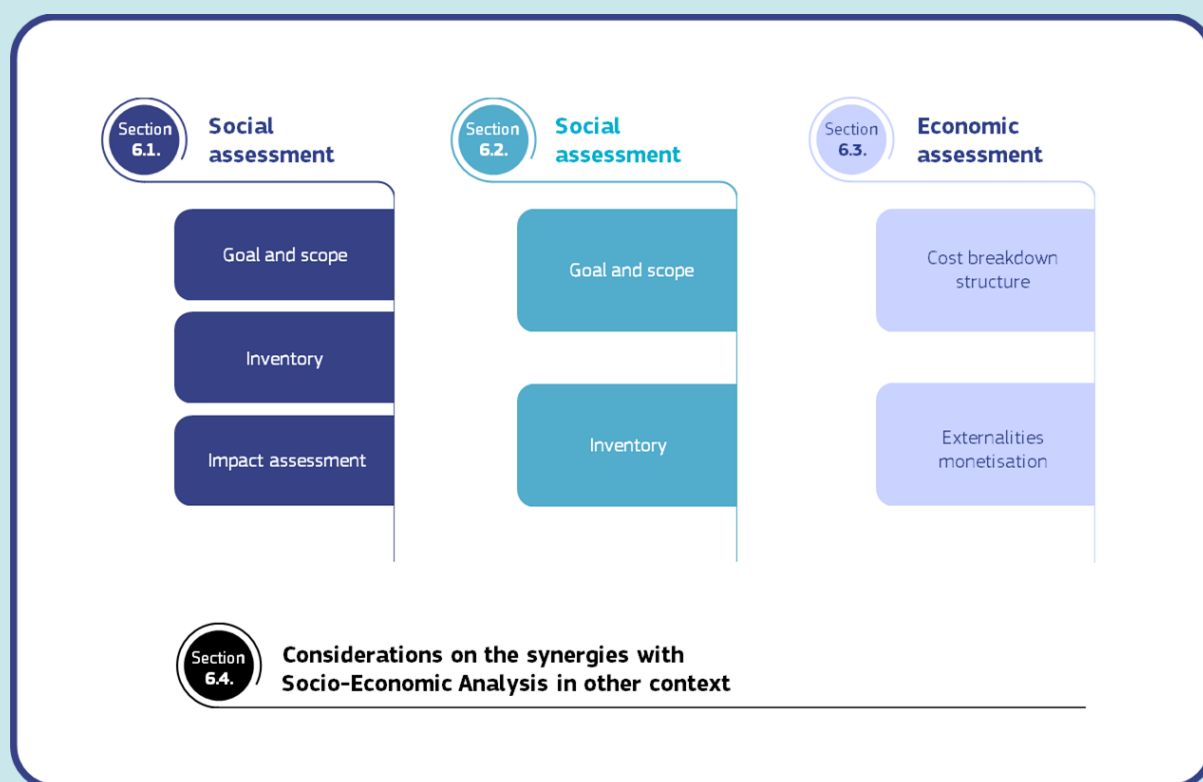 Section
6.1.
Social
assessment
Goal and scope
Inventory
Impact assessment
Section
6.2.
Social
assessment
Goal and scope
Inventory
Section
6.3.
Economic
assessment
Cost breakdown
structure
Externalities
monetisation
Section
6.4.
Considerations on the synergies with
Socio-Economic Analysis in other context